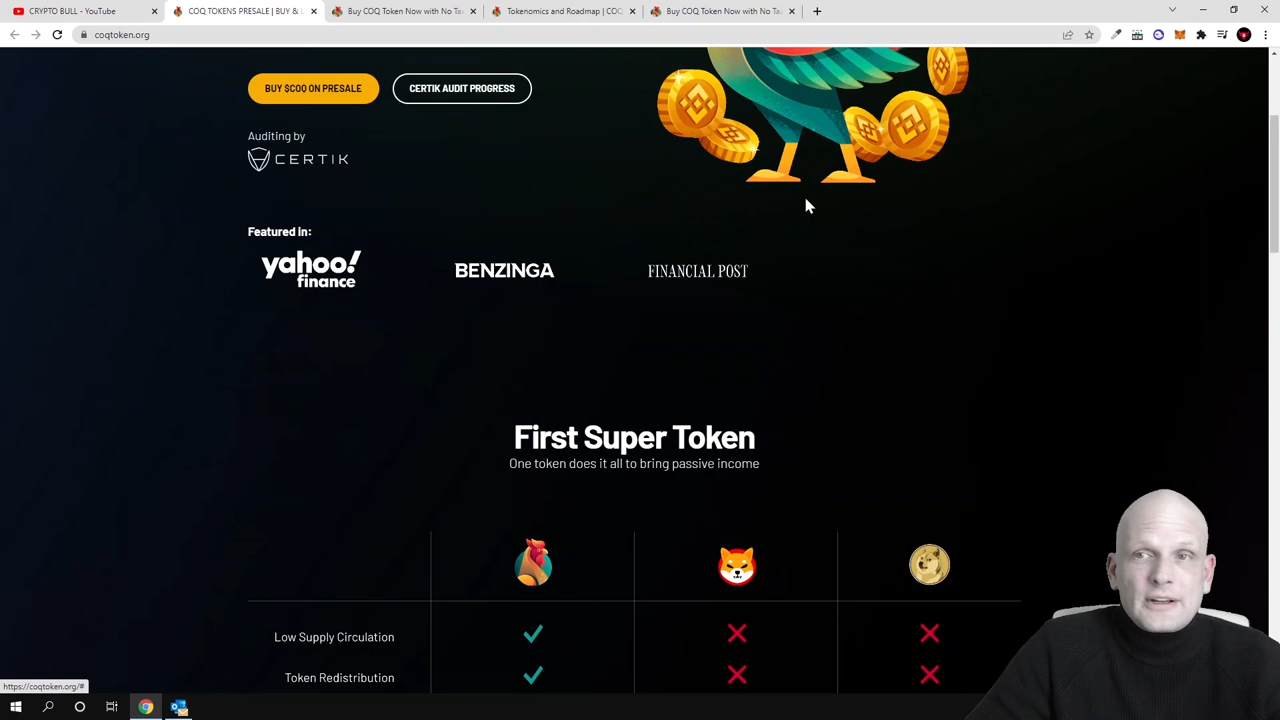 CRYPTO BULL - YouTube
COQ TOKENS PRESALE | BUY & L
Buy COQ Token Now with No Ta
Tokenomics and Roadmap | COQ
Buy COQ Token Now with No Ta
coqtoken.org
BUY $COQ ON PRESALE
CERTIK AUDIT PROGRESS
Auditing by
CERTIK
Featured in:
yahoo!
finance
BENZINGA
FINANCIAL POST
First Super Token
One token does it all to bring passive income
Low Supply Circulation
Token Redistribution
https://coqtoken.org/#